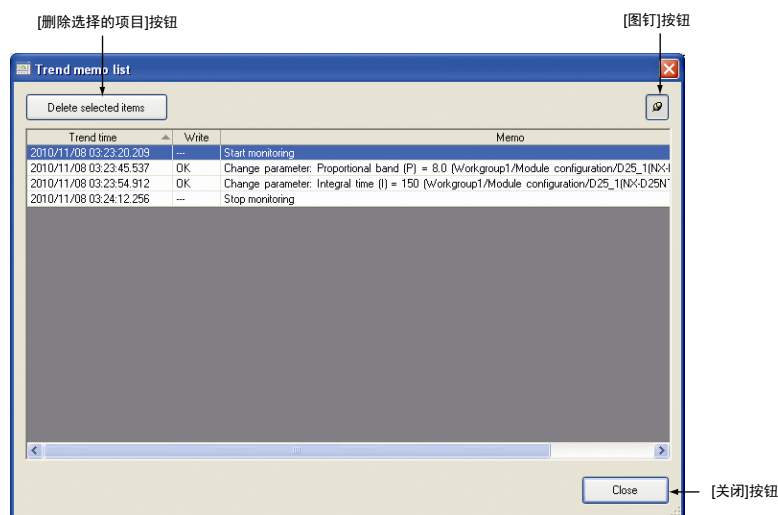 [删除选择的项目]按钮
[图钉]按钮
Trend memo list
Delete selected items
Trend time Write Memo
2010/11/08 03:23:20.209 --- Start monitoring
2010/11/08 03:23:45.537 OK Change parameter: Proportional band (P) = 8.0 (Workgroup1/Module configuration/D25_1(NX-
2010/11/08 03:23:54.912 OK Change parameter: Integral time (I) = 150 (Workgroup1/Module configuration/D25_1(NX-D25N
2010/11/08 03:24:12.256 --- Stop monitoring
Close
[关闭]按钮